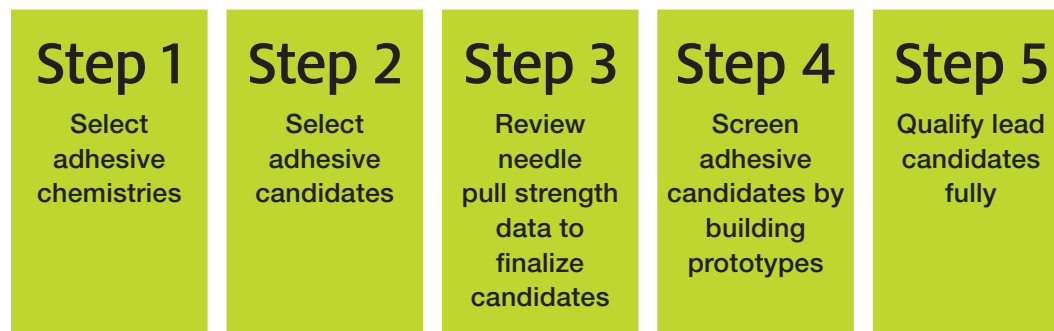 Step 1
Select
adhesive
chemistries
Step 2
Select
adhesive
candidates
Step 3
Review
needle
pull strength
data to
finalize
candidates
Step 4
Screen
adhesive
candidates by
building
prototypes
Step 5
Qualify lead
candidates
fully